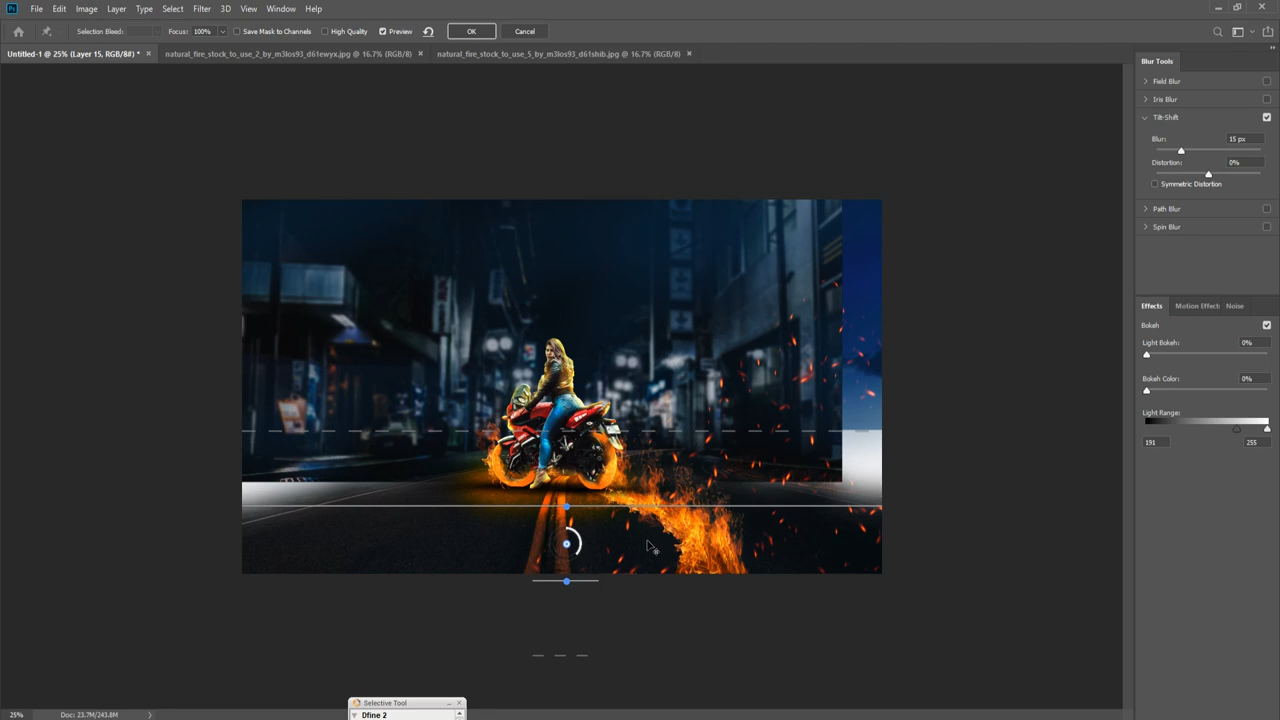 Ps File Edit Image Layer Type Select Filter 3D View Window Help
Selection Bleed: Focus: 100% Save Mask to Channels High Quality Preview OK Cancel
Untitled-1 @ 25% (Layer 15, RGB/8#) * natural_fire_stock_to_use_2_by_m3los93_d61ewyx.jpg @ 16.7% (RGB/8) natural_fire_stock_to_use_5_by_m3los93_d61shib.jpg @ 16.7% (RGB/8)
Blur Tools
Field Blur
Iris Blur
Tilt-Shift
Blur: 15 px
Distortion: 0%
Symmetric Distortion
Path Blur
Spin Blur
Effects Motion Effect Noise
Bokeh
Light Bokeh: 0%
Bokeh Color: 0%
Light Range:
191 255
Selective Tool
Dfine 2
25% Doc: 23.7M/243.8M